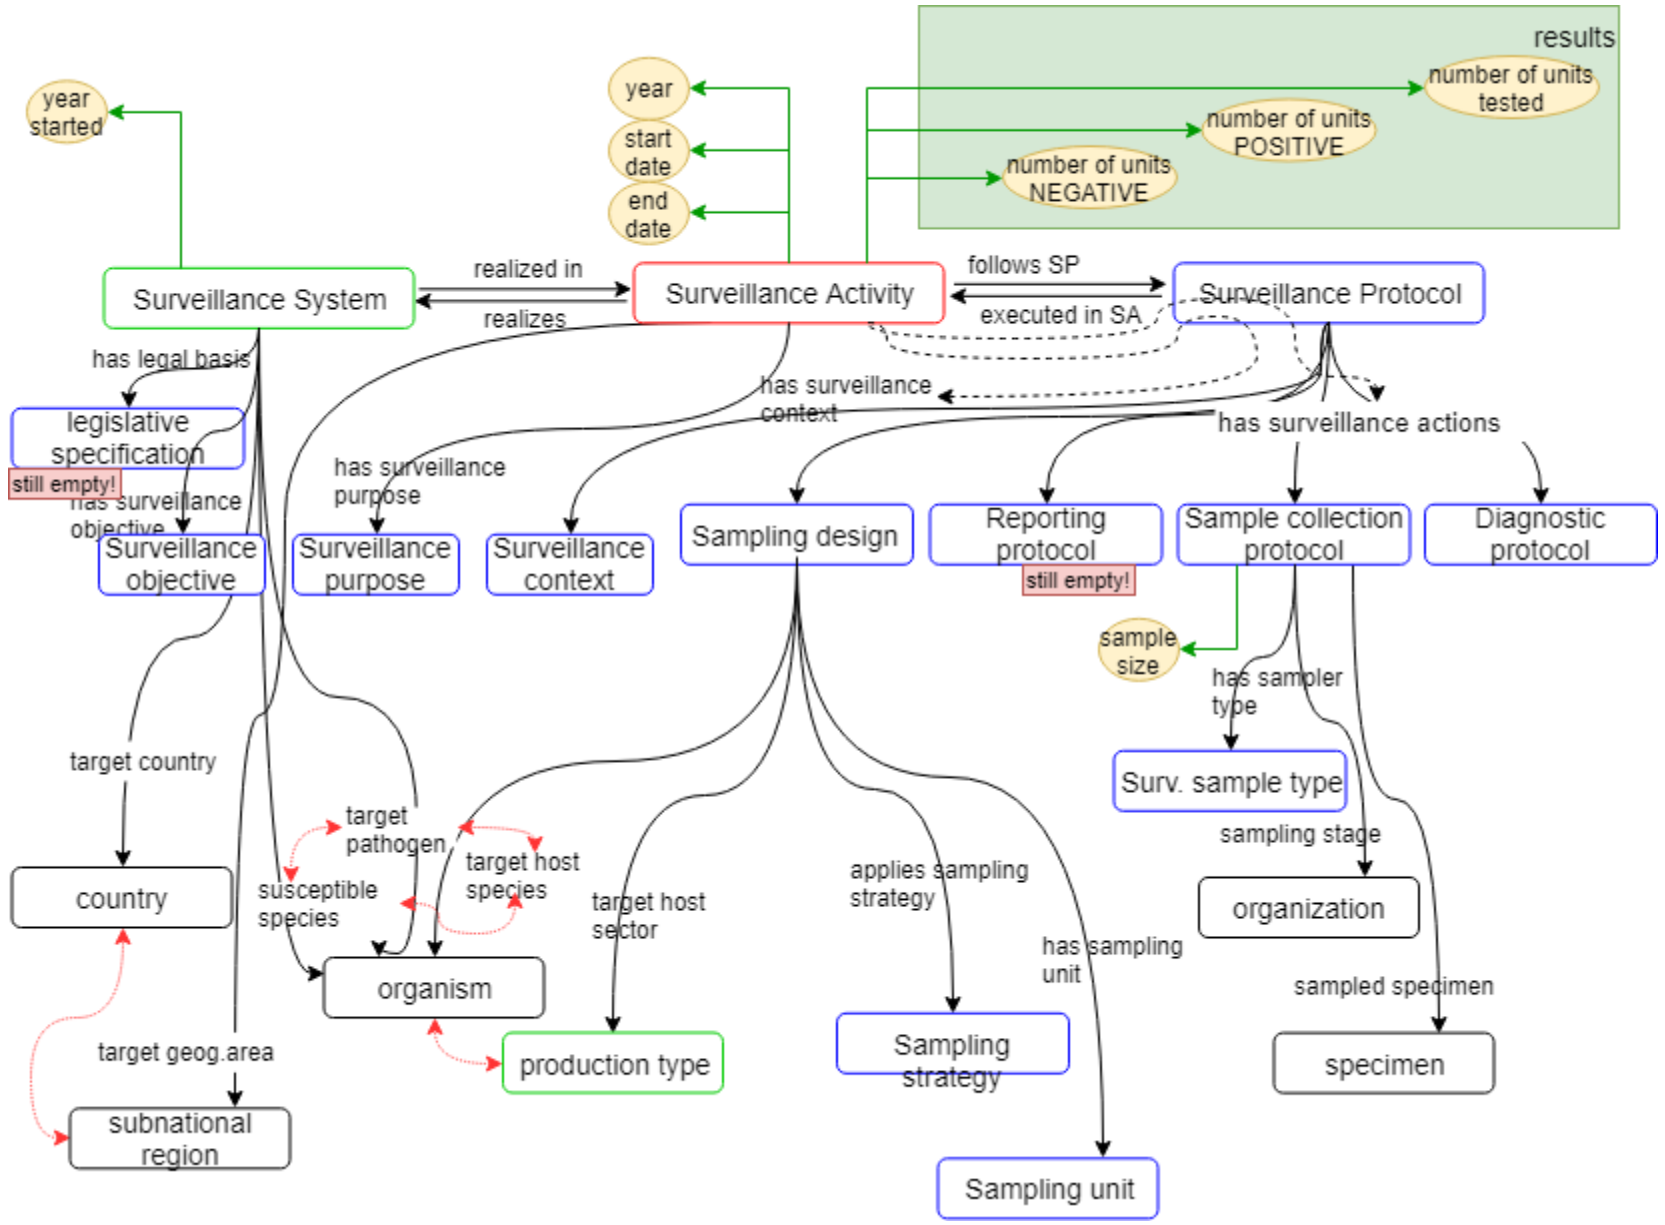 results
year
started
year
start
date
end
date
number of units
tested
number of units
POSITIVE
number of units
NEGATIVE
Surveillance System
realized in
realizes
Surveillance Activity
follows SP
executed in SA
Surveillance Protocol
has legal basis
legislative
specification
still empty!
has surveillance
objective
has surveillance
purpose
has surveillance
context
has surveillance actions
Surveillance
objective
Surveillance
purpose
Surveillance
context
Sampling design
Reporting
protocol
still empty!
Sample collection
protocol
Diagnostic
protocol
sample
size
has sampler
type
target country
Surv. sample type
target
pathogen
target host
species
susceptible
species
sampling stage
applies sampling
strategy
target host
sector
country
organization
has sampling
unit
organism
sampled specimen
target geog.area
production type
Sampling
strategy
specimen
subnational
region
Sampling unit